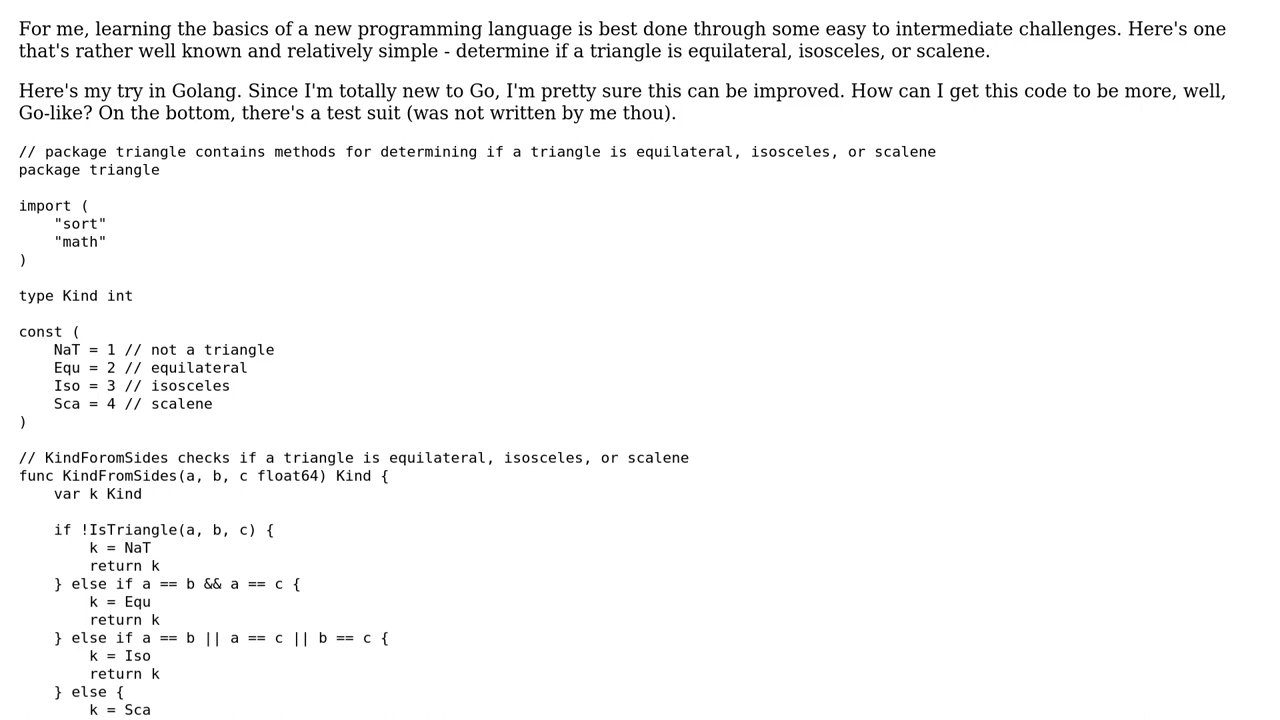 For me, learning the basics of a new programming language is best done through some easy to intermediate challenges. Here's one
that's rather well known and relatively simple - determine if a triangle is equilateral, isosceles, or scalene.
Here's my try in Golang. Since I'm totally new to Go, I'm pretty sure this can be improved. How can I get this code to be more, well,
Go-like? On the bottom, there's a test suit (was not written by me thou).
// package triangle contains methods for determining if a triangle is equilateral, isosceles, or scalene
package triangle
import (
    "sort"
    "math"
)
type Kind int
const (
    NaT = 1 // not a triangle
    Equ = 2 // equilateral
    Iso = 3 // isosceles
    Sca = 4 // scalene
)
// KindForomSides checks if a triangle is equilateral, isosceles, or scalene
func KindFromSides(a, b, c float64) Kind {
    var k Kind
    if !IsTriangle(a, b, c) {
        k = NaT
        return k
    } else if a == b && a == c {
        k = Equ
        return k
    } else if a == b || a == c || b == c {
        k = Iso
        return k
    } else {
        k = Sca